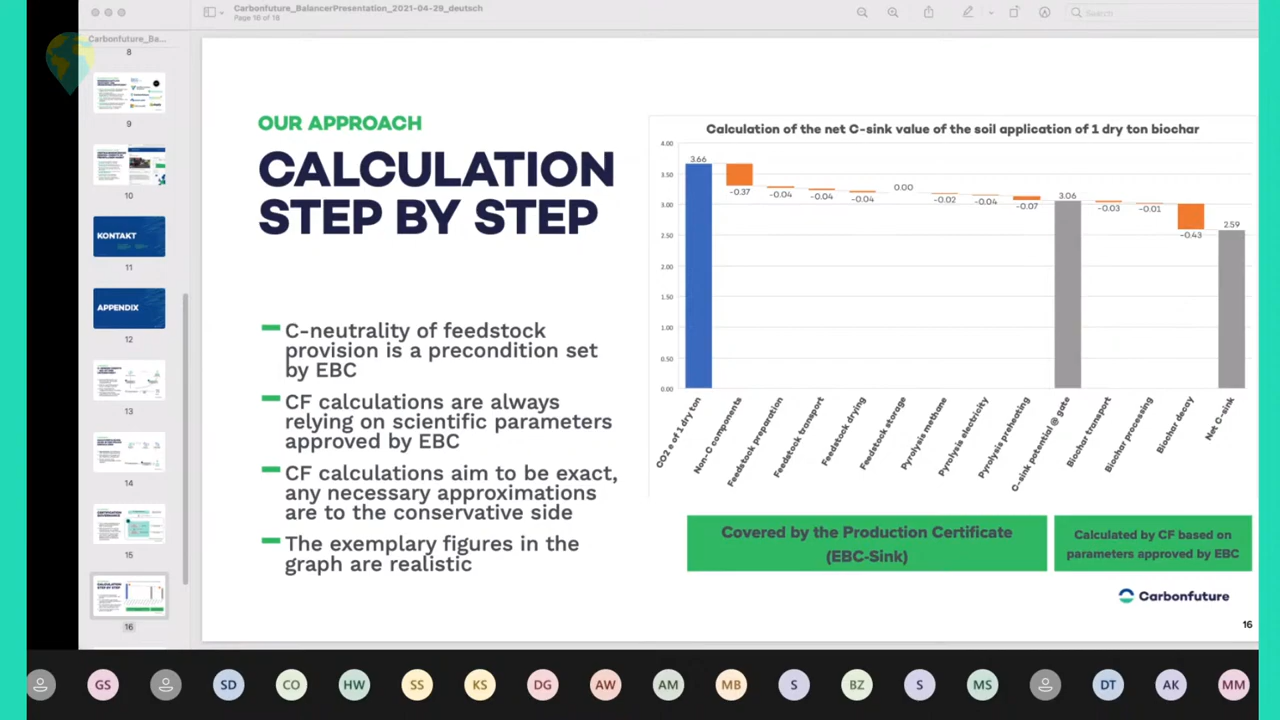 Carbonfuture_BalancerPresentation_2021-04-29_deutsch
Page 16 of 18
Search
Carbonfuture_Ba...
8
9
10
KONTAKT
11
APPENDIX
12
13
14
15
16
OUR APPROACH
CALCULATION
STEP BY STEP
C-neutrality of feedstock
provision is a precondition set
by EBC
CF calculations are always
relying on scientific parameters
approved by EBC
CF calculations aim to be exact,
any necessary approximations
are to the conservative side
The exemplary figures in the
graph are realistic
Calculation of the net C-sink value of the soil application of 1 dry ton biochar
4.00
3.50
3.00
2.50
2.00
1.50
1.00
0.50
0.00
3.66
-0.37
-0.04
-0.04
-0.04
0.00
-0.02
-0.04
-0.07
3.06
-0.03
-0.01
-0.43
2.59
CO2 e of 1 dry ton
Non-C components
Feedstock preparation
Feedstock transport
Feedstock drying
Feedstock storage
Pyrolysis methane
Pyrolysis electricity
Pyrolysis preheating
C-sink potential @ gate
Biochar transport
Biochar processing
Biochar decay
Net C-sink
Covered by the Production Certificate
(EBC-Sink)
Calculated by CF based on
parameters approved by EBC
Carbonfuture
16
GS
SD
CO
HW
SS
KS
DG
AW
AM
MB
S
BZ
S
MS
DT
AK
MM